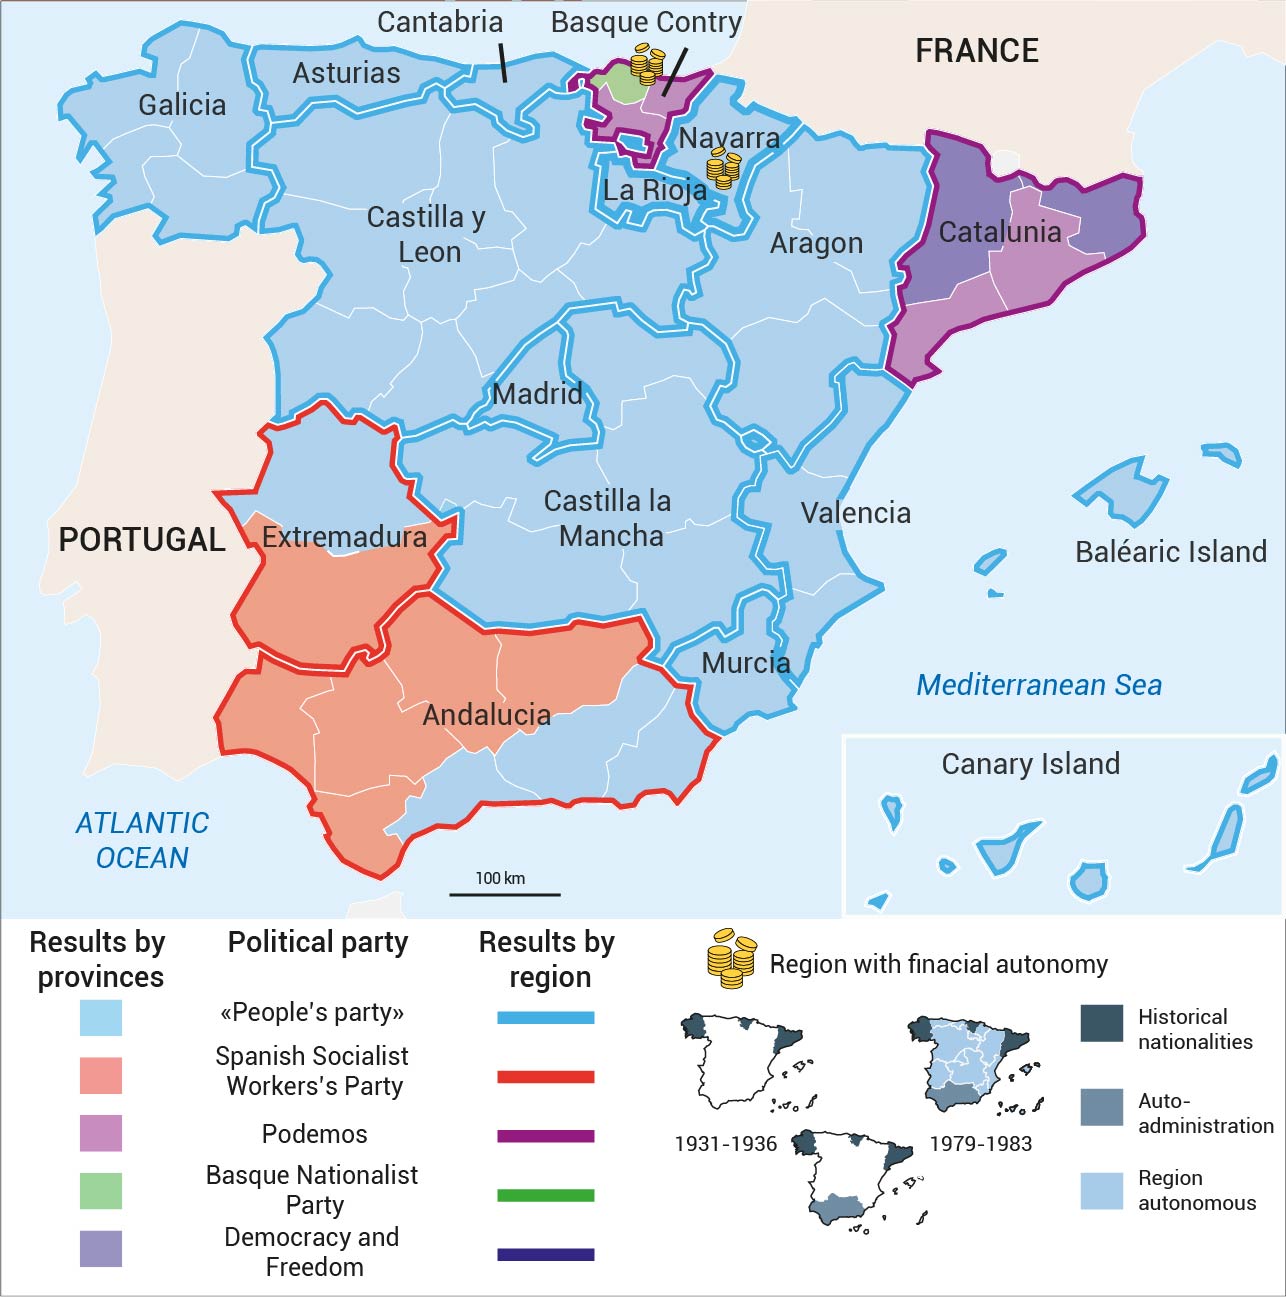 Cantabria
Basque Contry
FRANCE
Asturias
Galicia
Navarra
La Rioja
Castilla y
Leon
Aragon
Catalunia
Madrid
Castilla la
Mancha
Valencia
PORTUGAL
Extremadura
Baléaric Island
Murcia
Mediterranean Sea
Andalucia
Canary Island
ATLANTIC
OCEAN
100 km
Results by
provinces
Political party
Results by
region
«People's party»
Spanish Socialist
Workers's Party
Podemos
Basque Nationalist
Party
Democracy and
Freedom
Region with finacial autonomy
1931-1936
1979-1983
Historical
nationalities
Auto-
administration
Region
autonomous